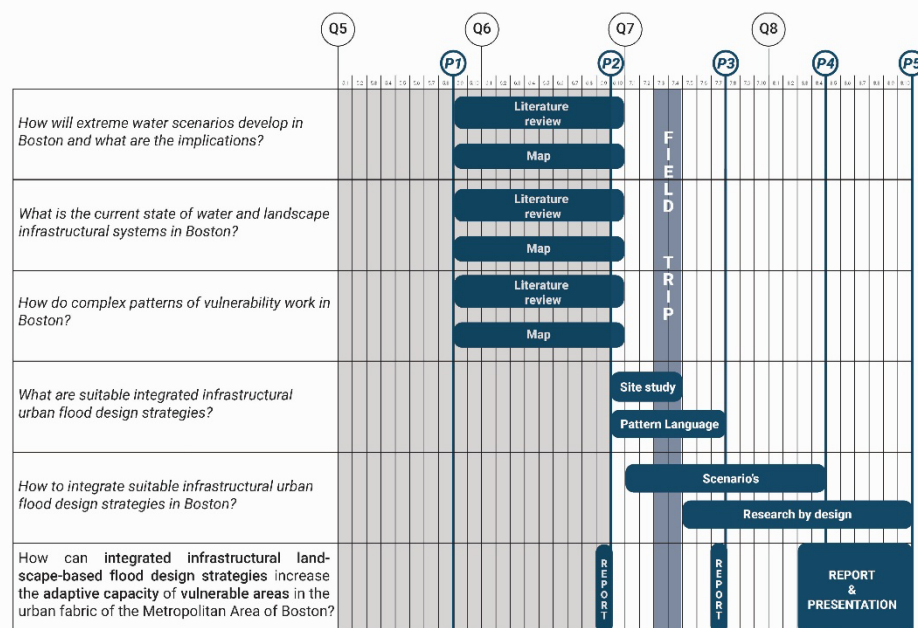 Q5
Q6
Q7
Q8
P1
P2
P3
P4
P5
How will extreme water scenarios develop in
Boston and what are the implications?
Literature
review
Map
What is the current state of water and landscape
infrastructural systems in Boston?
Literature
review
Map
How do complex patterns of vulnerability work in
Boston?
Literature
review
Map
FIELD TRIP
What are suitable integrated infrastructural
urban flood design strategies?
Site study
Pattern Language
How to integrate suitable infrastructural urban
flood design strategies in Boston?
Scenario's
Research by design
How can integrated infrastructural land-
scape-based flood design strategies increase
the adaptive capacity of vulnerable areas in the
urban fabric of the Metropolitan Area of Boston?
REPORT
REPORT
REPORT
&
PRESENTATION